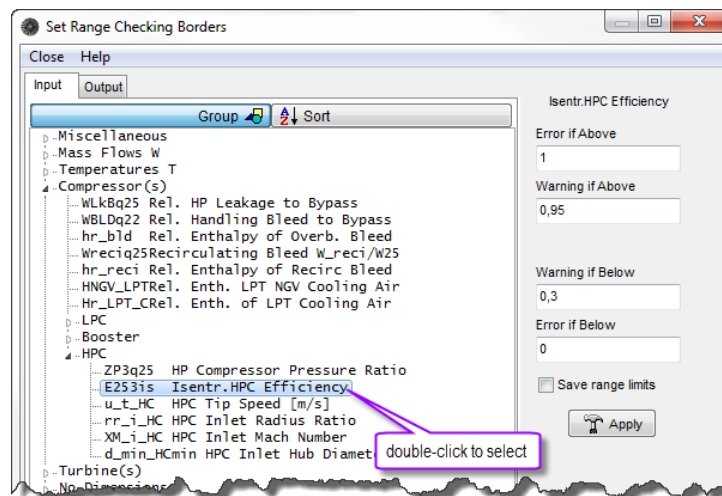 Set Range Checking Borders
Close Help
Input Output
Group Sort
Miscellaneous
Mass Flows W
Temperatures T
Compressor(s)
WLkBq25 Rel. HP Leakage to Bypass
WBLDq22 Rel. Handling Bleed to Bypass
hr_bld Rel. Enthalpy of Overb. Bleed
Wreciq25Recirculating Bleed W_reci/W25
hr_reci Rel. Enthalpy of Recirc Bleed
HNGV_LPTRel. Enth. LPT NGV Cooling Air
Hr_LPT_CRel. Enth. of LPT Cooling Air
LPC
Booster
HPC
ZP3q25 HP Compressor Pressure Ratio
E253is Isentr.HPC Efficiency
u_t_HC HPC Tip Speed [m/s]
rr_i_HC HPC Inlet Radius Ratio
XM_i_HC HPC Inlet Mach Number
d_min_HCmin HPC Inlet Hub Diamet
Turbine(s)
No Dimensions
double-click to select
Isentr.HPC Efficiency
Error if Above
1
Warning if Above
0,95
Warning if Below
0,3
Error if Below
0
Save range limits
Apply